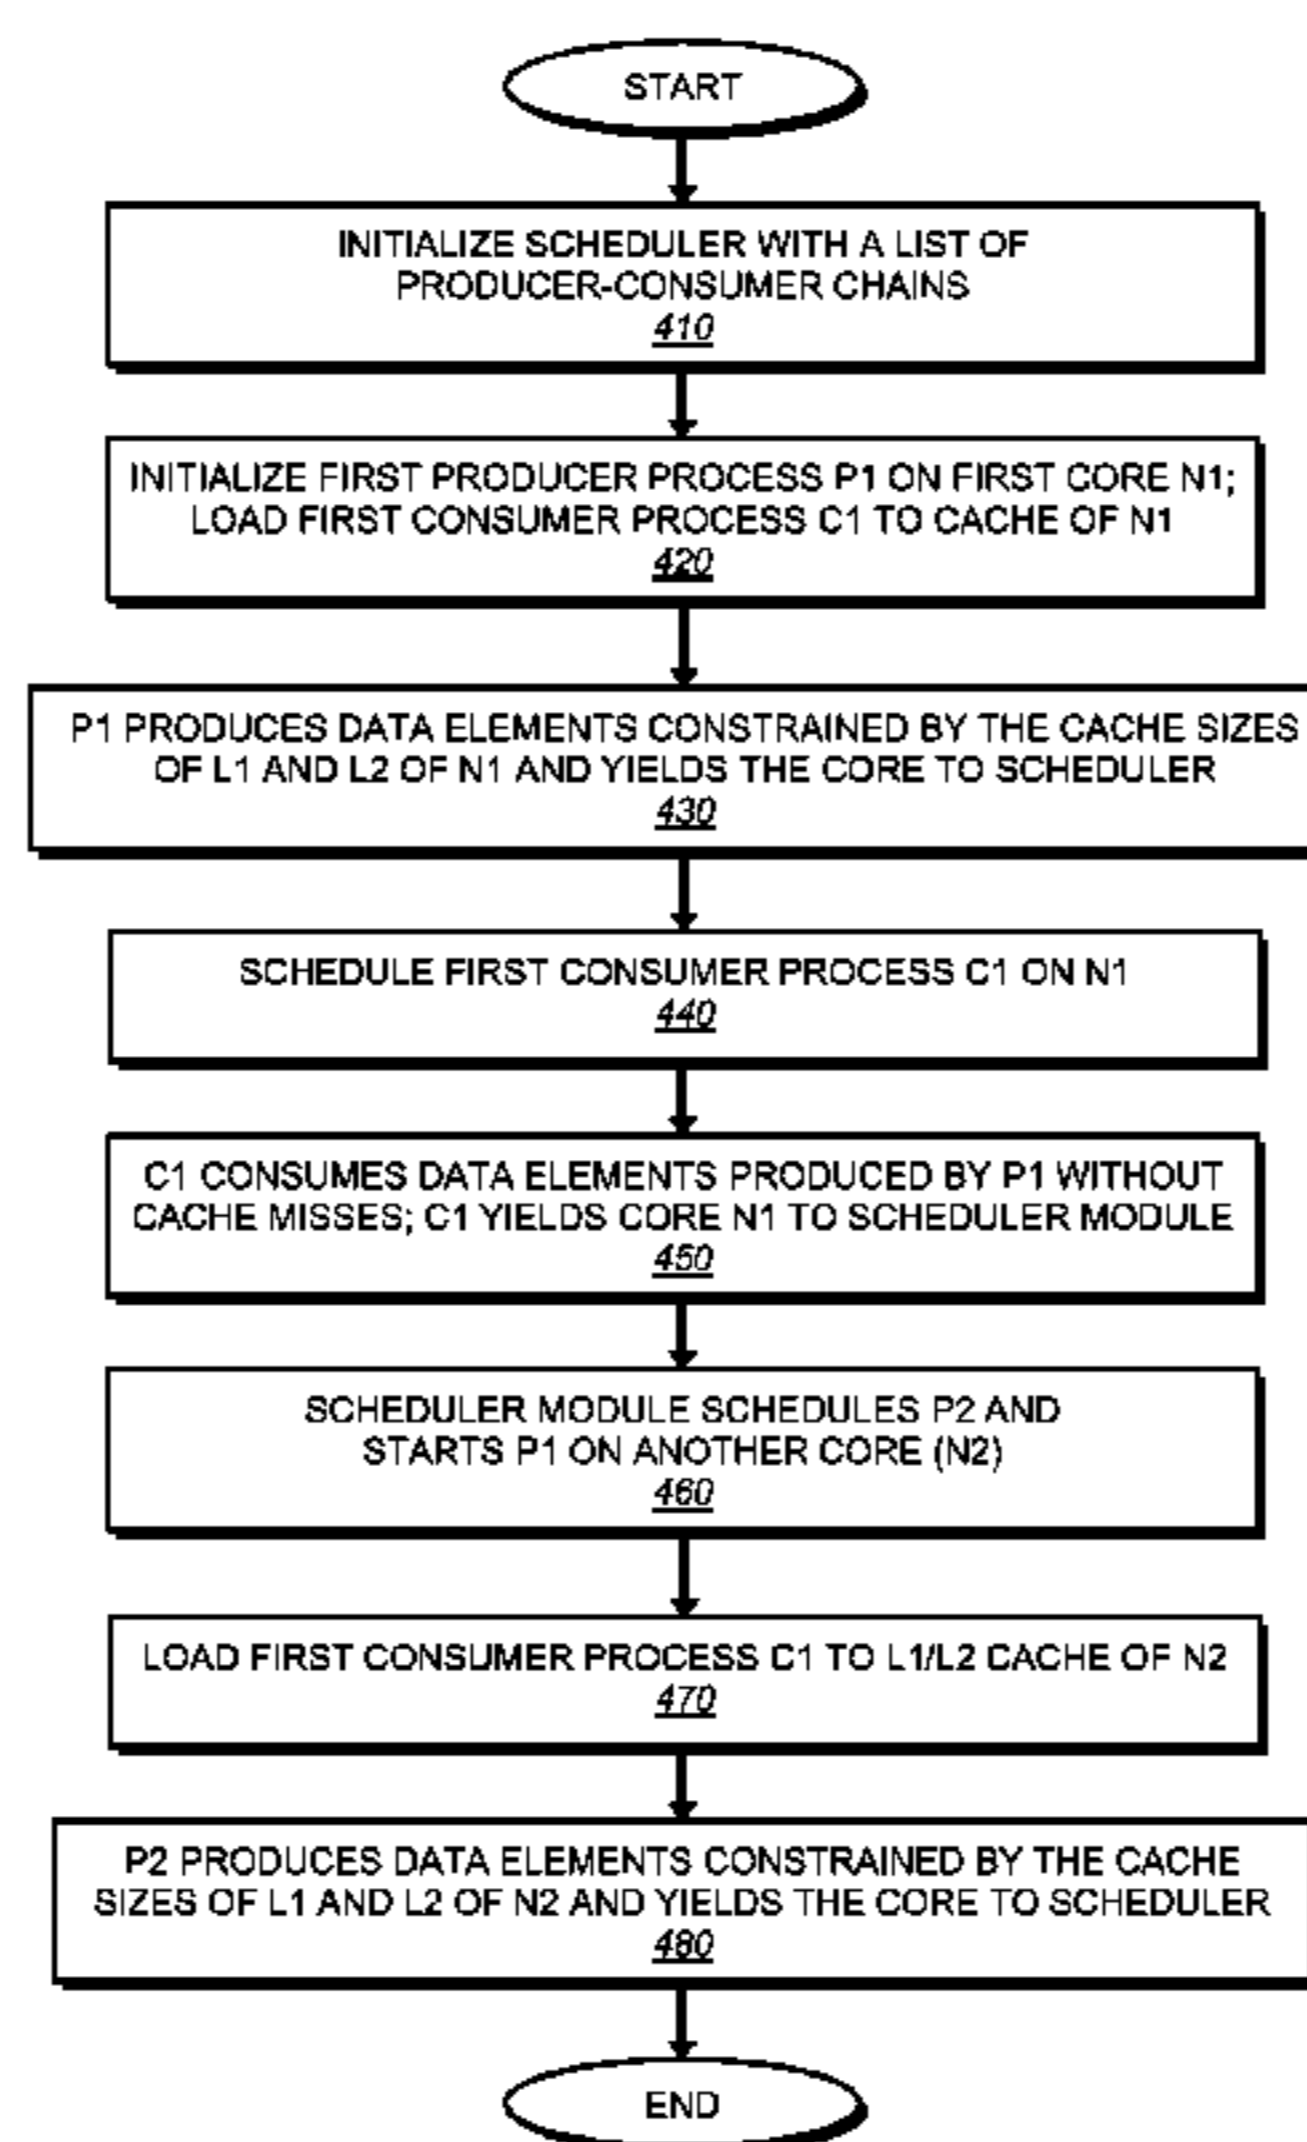 START
INITIALIZE SCHEDULER WITH A LIST OF
PRODUCER-CONSUMER CHAINS
410
INITIALIZE FIRST PRODUCER PROCESS P1 ON FIRST CORE N1;
LOAD FIRST CONSUMER PROCESS C1 TO CACHE OF N1
420
P1 PRODUCES DATA ELEMENTS CONSTRAINED BY THE CACHE SIZES
OF L1 AND L2 OF N1 AND YIELDS THE CORE TO SCHEDULER
430
SCHEDULE FIRST CONSUMER PROCESS C1 ON N1
440
C1 CONSUMES DATA ELEMENTS PRODUCED BY P1 WITHOUT
CACHE MISSES; C1 YIELDS CORE N1 TO SCHEDULER MODULE
450
SCHEDULER MODULE SCHEDULES P2 AND
STARTS P1 ON ANOTHER CORE (N2)
460
LOAD FIRST CONSUMER PROCESS C1 TO L1/L2 CACHE OF N2
470
P2 PRODUCES DATA ELEMENTS CONSTRAINED BY THE CACHE
SIZES OF L1 AND L2 OF N2 AND YIELDS THE CORE TO SCHEDULER
480
END